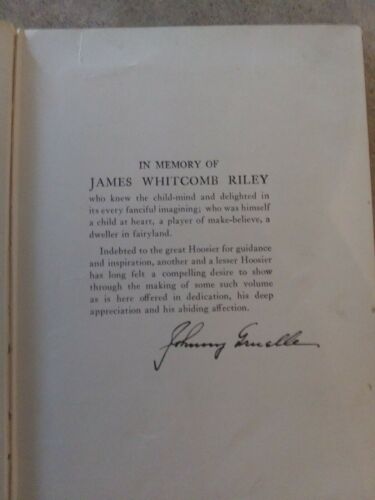 IN MEMORY OF
JAMES WHITCOMB RILEY
who knew the child-mind and delighted in
its every fanciful imagining; who was himself
a child at heart, a player of make-believe, a
dweller in fairyland.
Indebted to the great Hoosier for guidance
and inspiration, another and a lesser Hoosier
has long felt a compelling desire to show
through the making of some such volume
as is here offered in dedication, his deep
appreciation and his abiding affection.
Johnny Gruelle